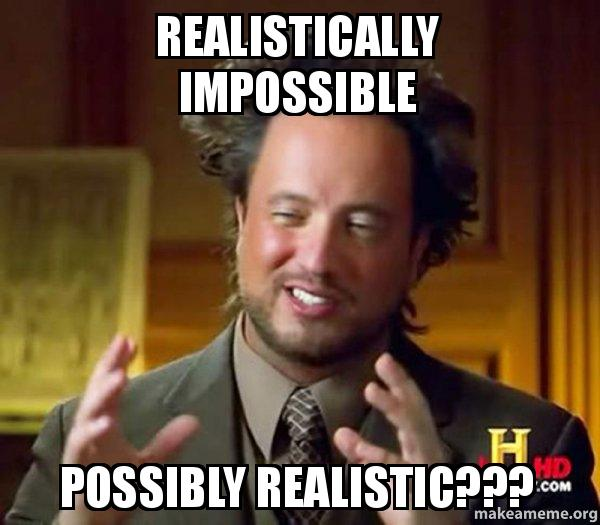 REALISTICALLY
IMPOSSIBLE
H
HD
POSSIBLY REALISTIC???
.COM
makeameme.org